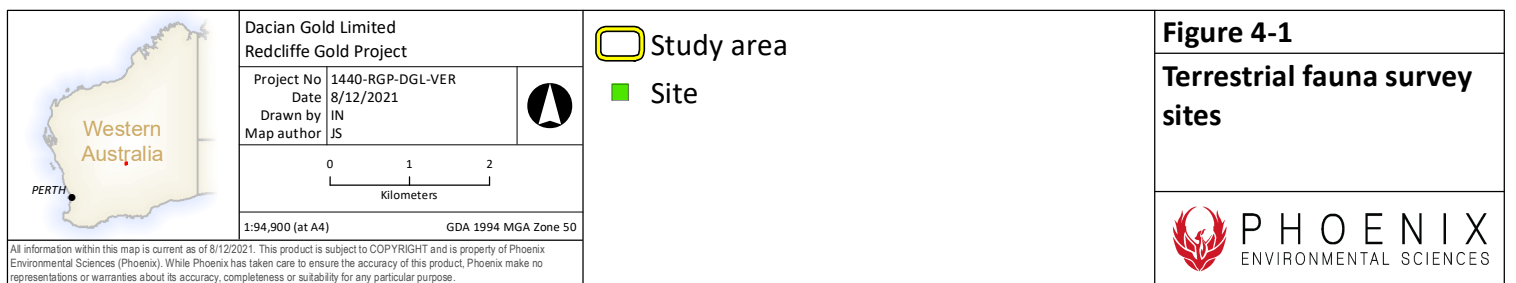 Western
Australia
PERTH
Dacian Gold Limited
Redcliffe Gold Project
Project No 1440-RGP-DGL-VER
Date 8/12/2021
Drawn by IN
Map author JS
0 1 2
Kilometers
1:94,900 (at A4) GDA 1994 MGA Zone 50
All information within this map is current as of 8/12/2021. This product is subject to COPYRIGHT and is property of Phoenix
Environmental Sciences (Phoenix). While Phoenix has taken care to ensure the accuracy of this product, Phoenix make no
representations or warranties about its accuracy, completeness or suitability for any particular purpose.
Study area
Site
Figure 4-1
Terrestrial fauna survey
sites
PHOENIX
ENVIRONMENTAL SCIENCES